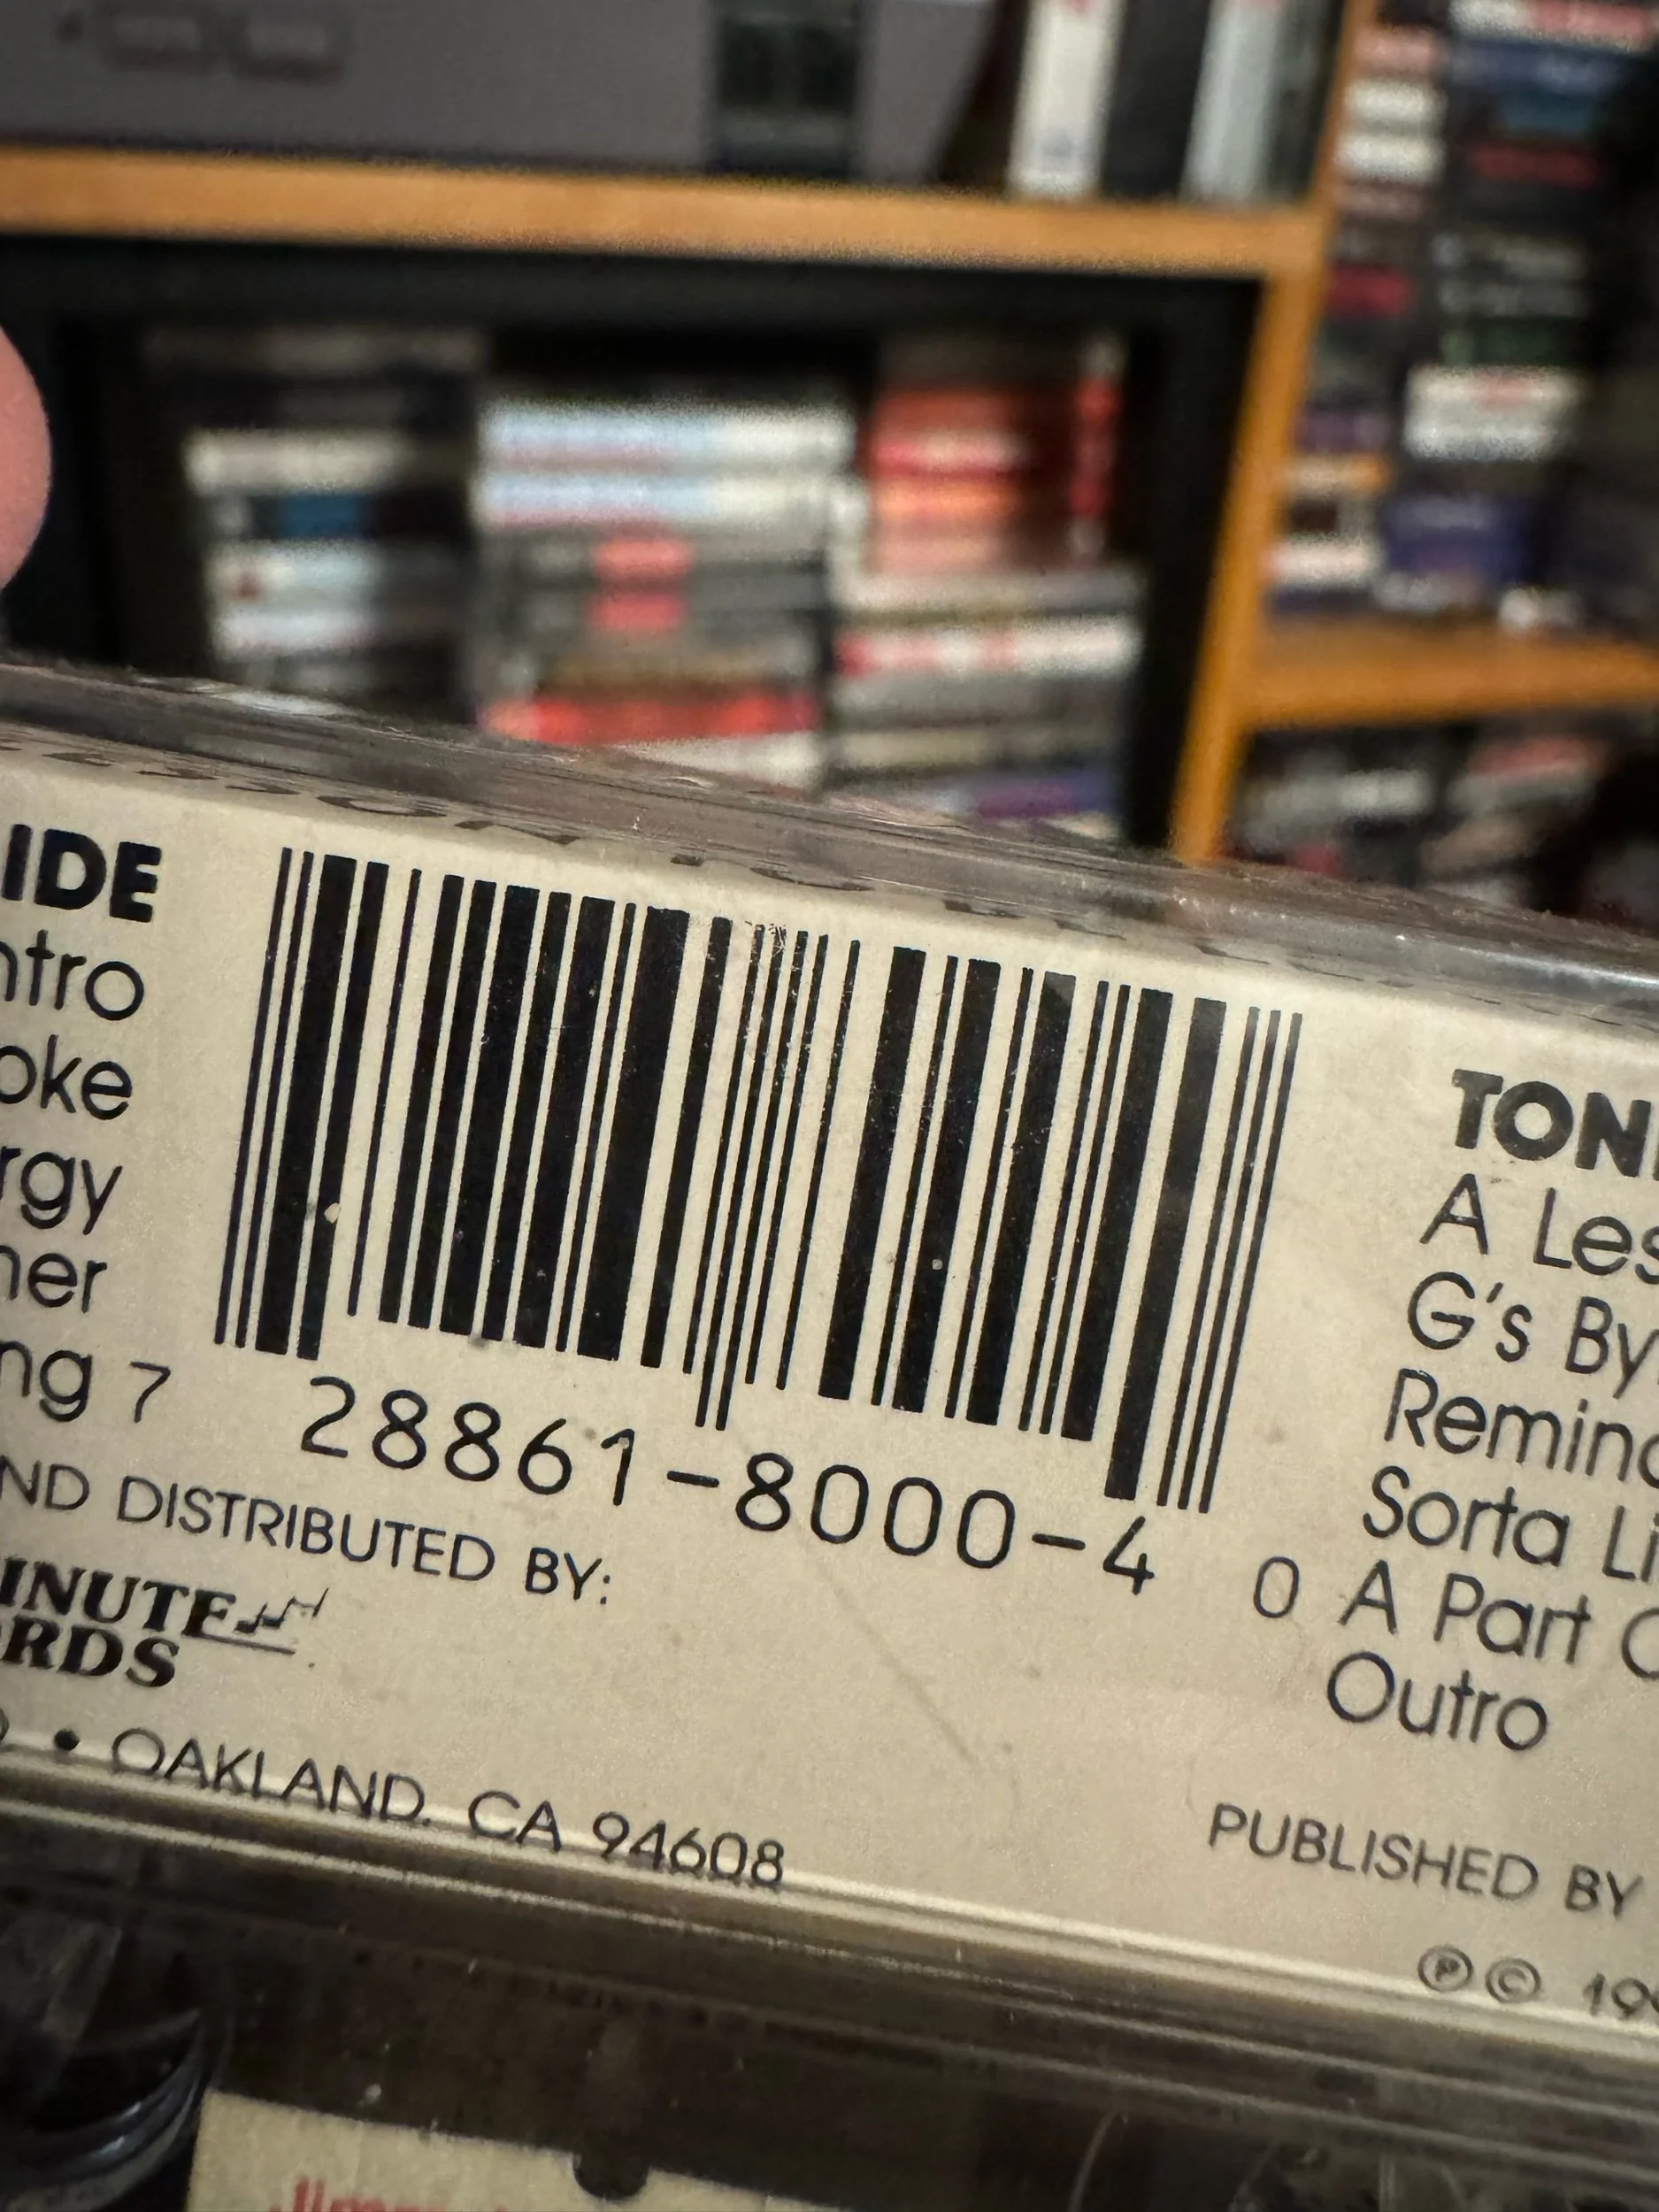 IDE
ntro
oke
rgy
ner
ng
7 28861-8000-4 0
ND DISTRIBUTED BY:
INUTE
RDS
• OAKLAND, CA 94608
TON
A Les
G's By
Remind
Sorta Li
A Part O
Outro
PUBLISHED BY
℗ © 199